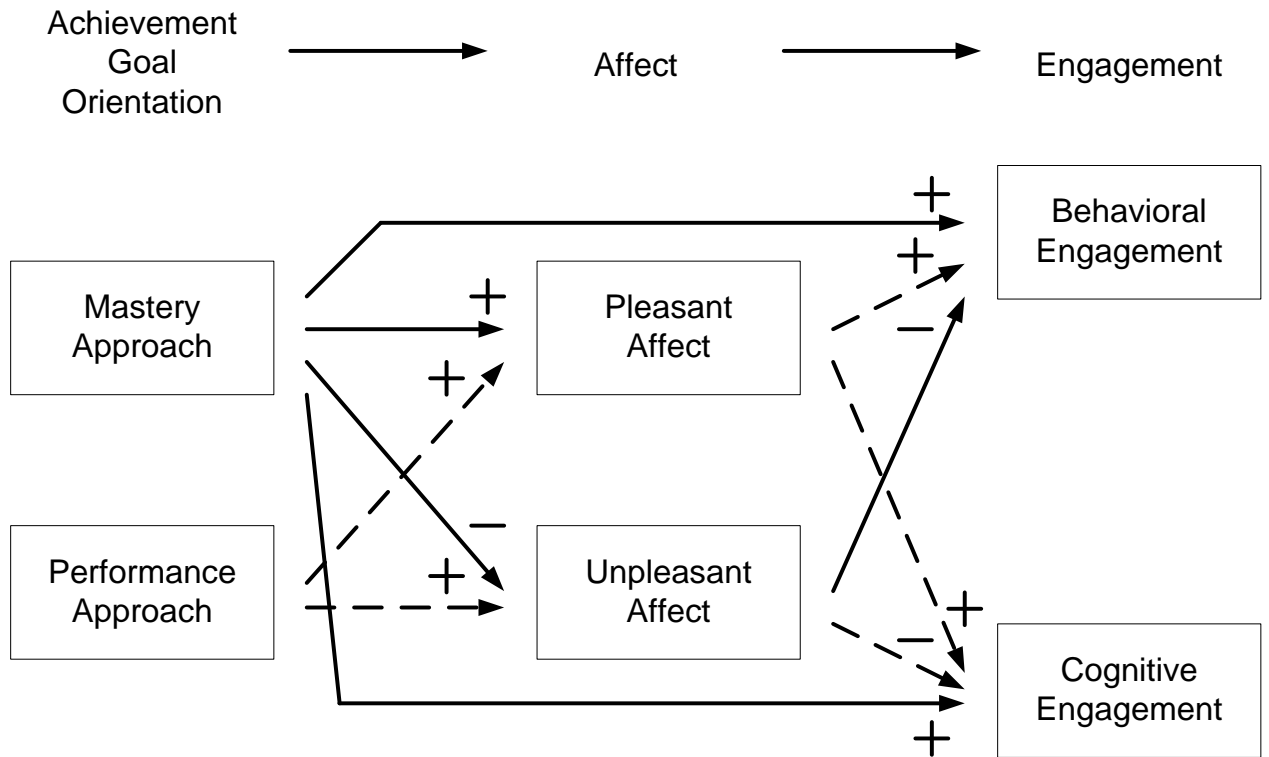 Achievement
Goal
Orientation
Affect
Engagement
+
Behavioral
Engagement
+
Mastery
Approach
+
Pleasant
Affect
−
+
−
Performance
Approach
+
Unpleasant
Affect
+
−
Cognitive
Engagement
+